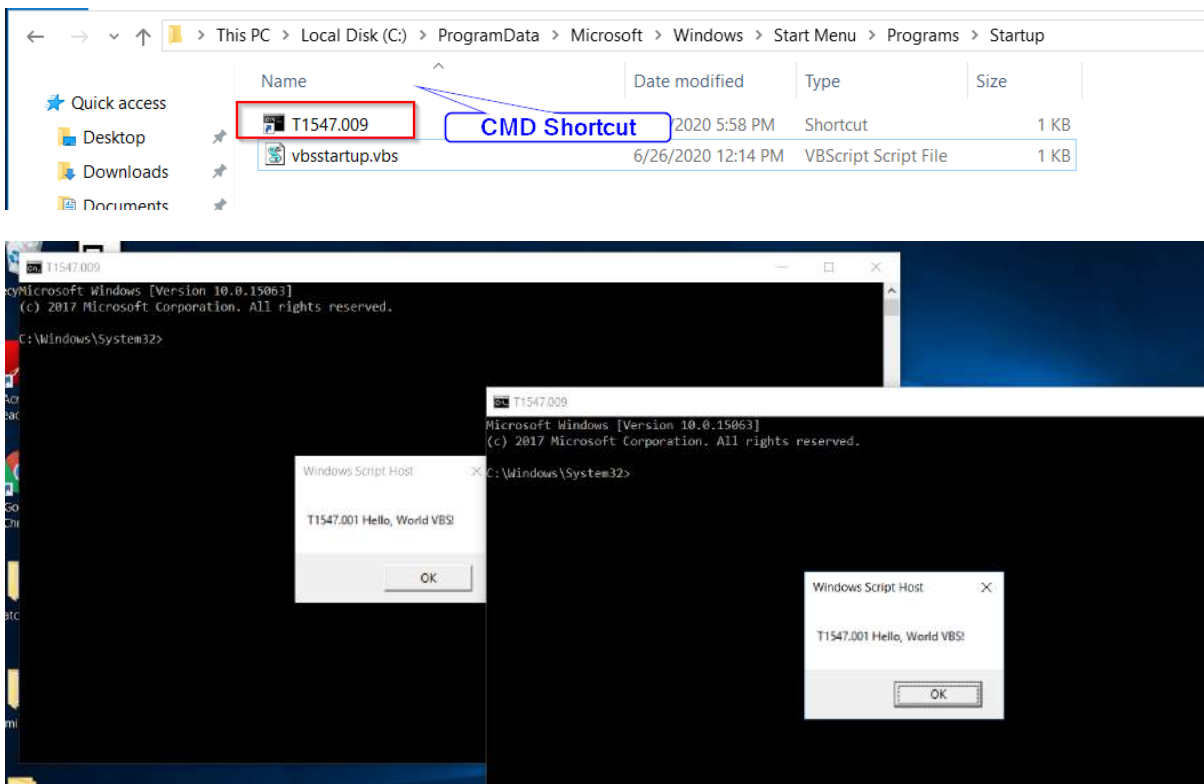 This PC > Local Disk (C:) > ProgramData > Microsoft > Windows > Start Menu > Programs > Startup
Name Date modified Type Size
Quick access
T1547.009 CMD Shortcut /2020 5:58 PM Shortcut 1 KB
Desktop
vbsstartup.vbs 6/26/2020 12:14 PM VBScript Script File 1 KB
Downloads
Documents
T1547.009
Microsoft Windows [Version 10.0.15063]
(c) 2017 Microsoft Corporation. All rights reserved.
C:\Windows\System32>
T1547.009
Microsoft Windows [Version 10.0.15063]
(c) 2017 Microsoft Corporation. All rights reserved.
C:\Windows\System32>
Windows Script Host
T1547.001 Hello, World VBS!
OK
Windows Script Host
T1547.001 Hello, World VBS!
OK